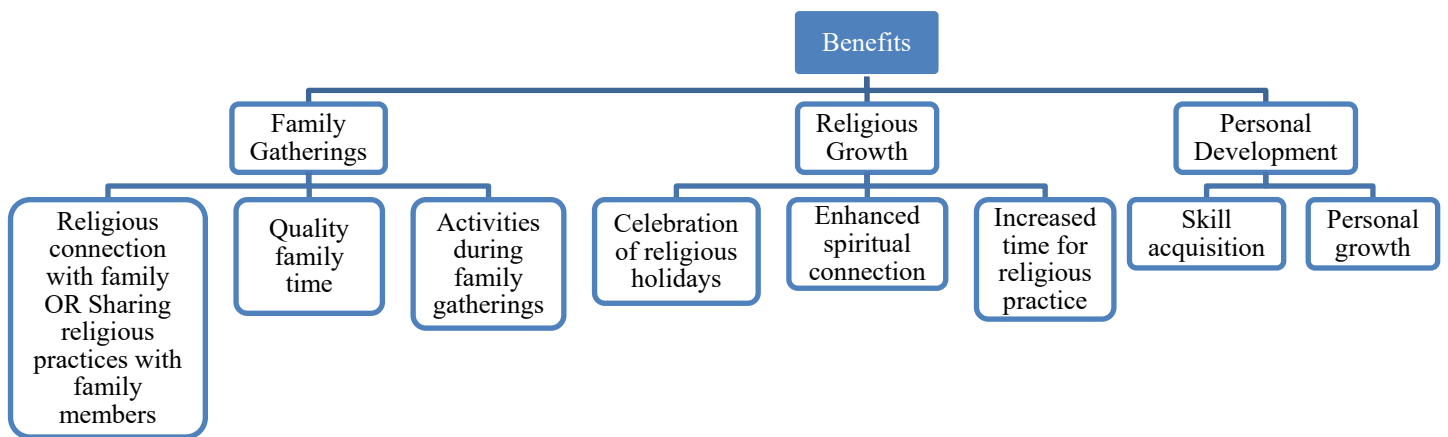 Benefits
Family
Gatherings
Religious
connection
with family
OR Sharing
religious
practices with
family
members
Quality
family
time
Activities
during
family
gatherings
Religious
Growth
Celebration
of religious
holidays
Enhanced
spiritual
connection
Increased
time for
religious
practice
Personal
Development
Skill
acquisition
Personal
growth